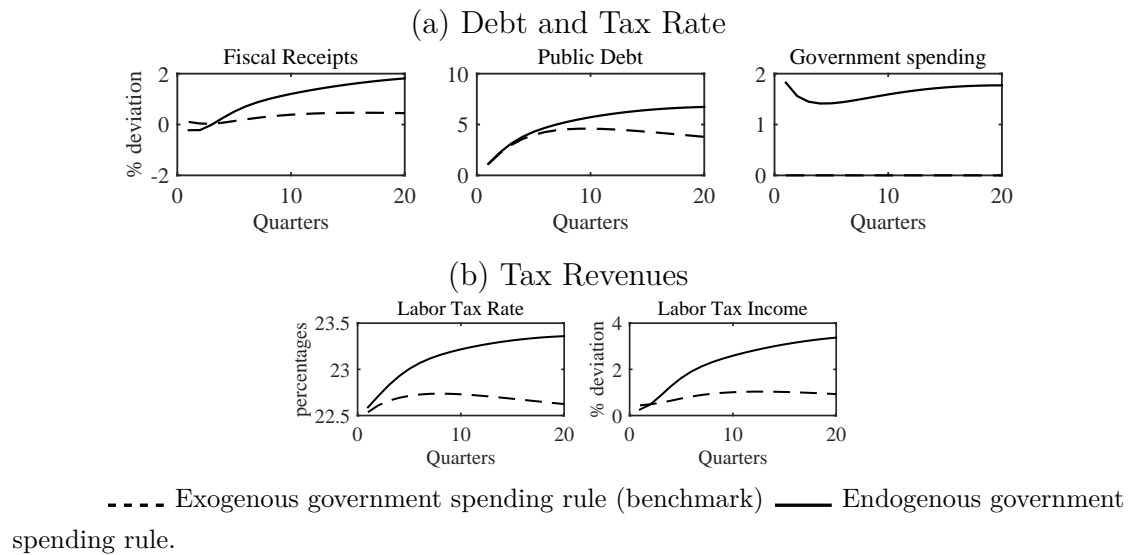 (a) Debt and Tax Rate
Fiscal Receipts
Public Debt
Government spending
% deviation
2
0
-2
0
10
20
Quarters
10
5
0
0
10
20
Quarters
2
1
0
0
10
20
Quarters
(b) Tax Revenues
Labor Tax Rate
Labor Tax Income
percentages
23.5
23
22.5
0
10
20
Quarters
% deviation
4
2
0
0
10
20
Quarters
Exogenous government spending rule (benchmark) Endogenous government
spending rule.